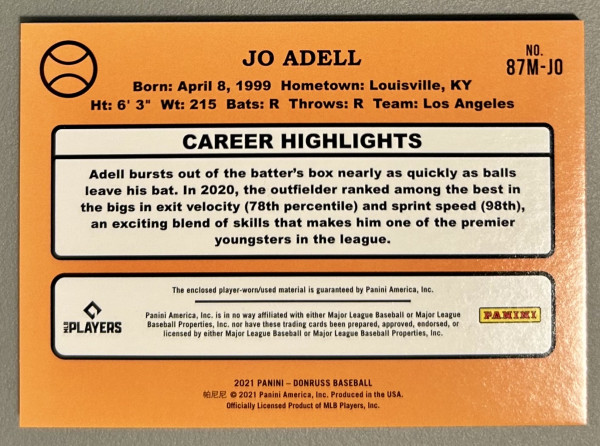 JO ADELL
NO.
87M-JO
Born: April 8, 1999 Hometown: Louisville, KY
Ht: 6' 3" Wt: 215 Bats: R Throws: R Team: Los Angeles
CAREER HIGHLIGHTS
Adell bursts out of the batter's box nearly as quickly as balls
leave his bat. In 2020, the outfielder ranked among the best in
the bigs in exit velocity (78th percentile) and sprint speed (98th),
an exciting blend of skills that makes him one of the premier
youngsters in the league.
The enclosed player-worn/used material is guaranteed by Panini America, Inc.
MLB PLAYERS
Panini America, Inc. is in no way affiliated with either Major League Baseball or Major League
Baseball Properties, Inc. nor have these trading cards been prepared, approved, endorsed, or
licensed by either Major League Baseball or Major League Baseball Properties, Inc.
PANINI
2021 PANINI – DONRUSS BASEBALL
帕尼尼 © 2021 Panini America, Inc. Produced in the USA.
Officially Licensed Product of MLB Players, Inc.